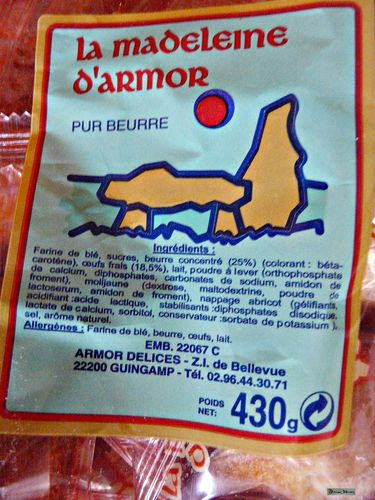 la madeleine
d'armor
PUR BEURRE
Ingrédients :
Farine de blé, sucres, beurre concentré (25%) (colorant : béta-
carotène), œufs frais (18,5%), lait, poudre à lever (orthophosphate
de calcium, diphosphates, carbonates de sodium, amidon de
froment), molijaune (dextrose, maltodextrine, poudre de
lactoserum, amidon de froment), nappage abricot (gélifiants,
acidifiant :acide lactique, stabilisants :diphosphates disodique,
lactate de calcium, sorbitol, conservateur :sorbate de potassium ),
sel, arôme naturel.
Allergènes : Farine de blé, beurre, œufs, lait.
EMB. 22067 C
ARMOR DELICES - Z.I. de Bellevue
22200 GUINGAMP - Tél. 02.96.44.30.71
POIDS
NET: 430g